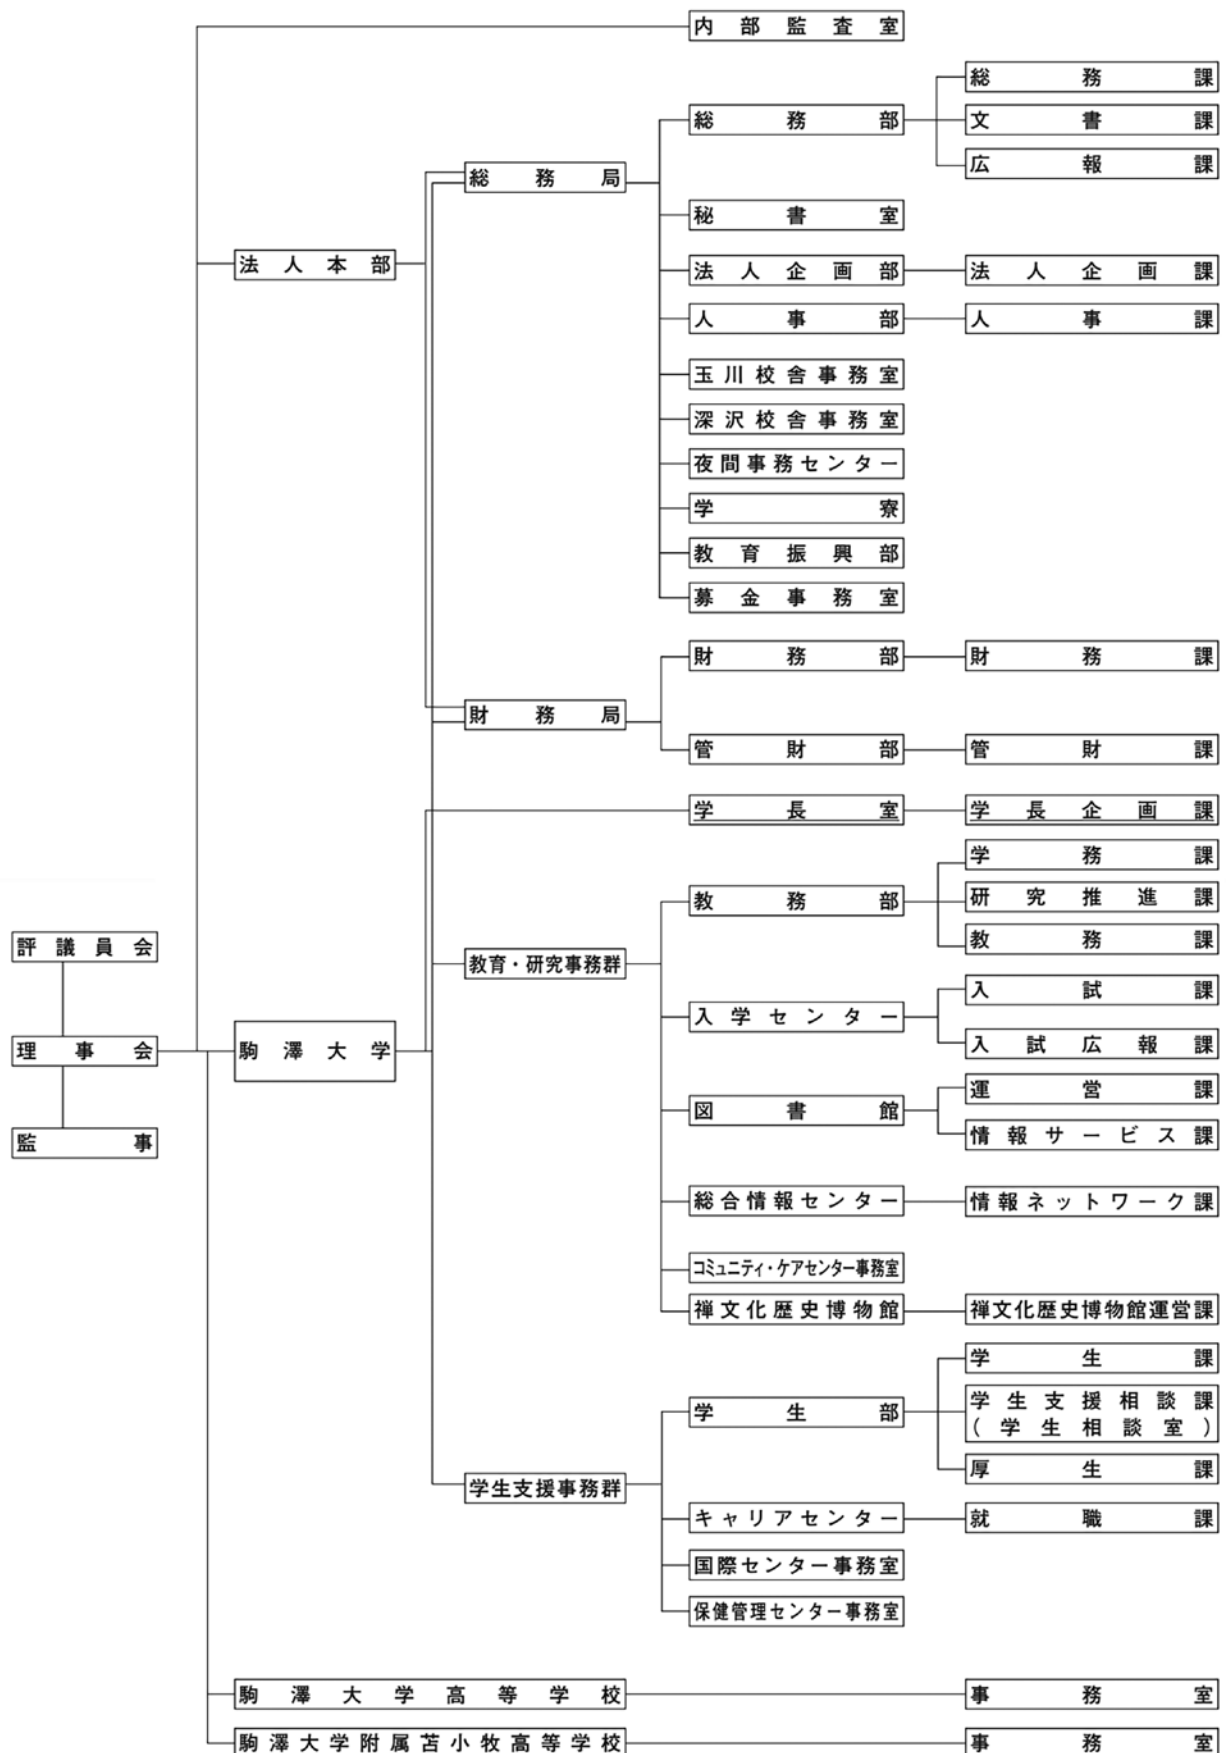 内部監査室
総務課
総務部
文書課
広報課
総務局
秘書室
法人本部
法人企画部
法人企画課
人事部
人事課
玉川校舎事務室
深沢校舎事務室
夜間事務センター
学寮
教育振興部
募金事務室
財務部
財務課
財務局
管財部
管財課
学長室
学長企画課
学務課
教務部
研究推進課
教務課
評議員会
教育・研究事務群
入試課
入学センター
入試広報課
理事会
駒澤大学
運営課
図書館
情報サービス課
監事
総合情報センター
情報ネットワーク課
コミュニティ・ケアセンター事務室
禅文化歴史博物館
禅文化歴史博物館運営課
学生課
学生部
学生支援相談課
(学生相談室)
厚生課
学生支援事務群
キャリアセンター
就職課
国際センター事務室
保健管理センター事務室
駒澤大学高等学校
事務室
駒澤大学附属苫小牧高等学校
事務室